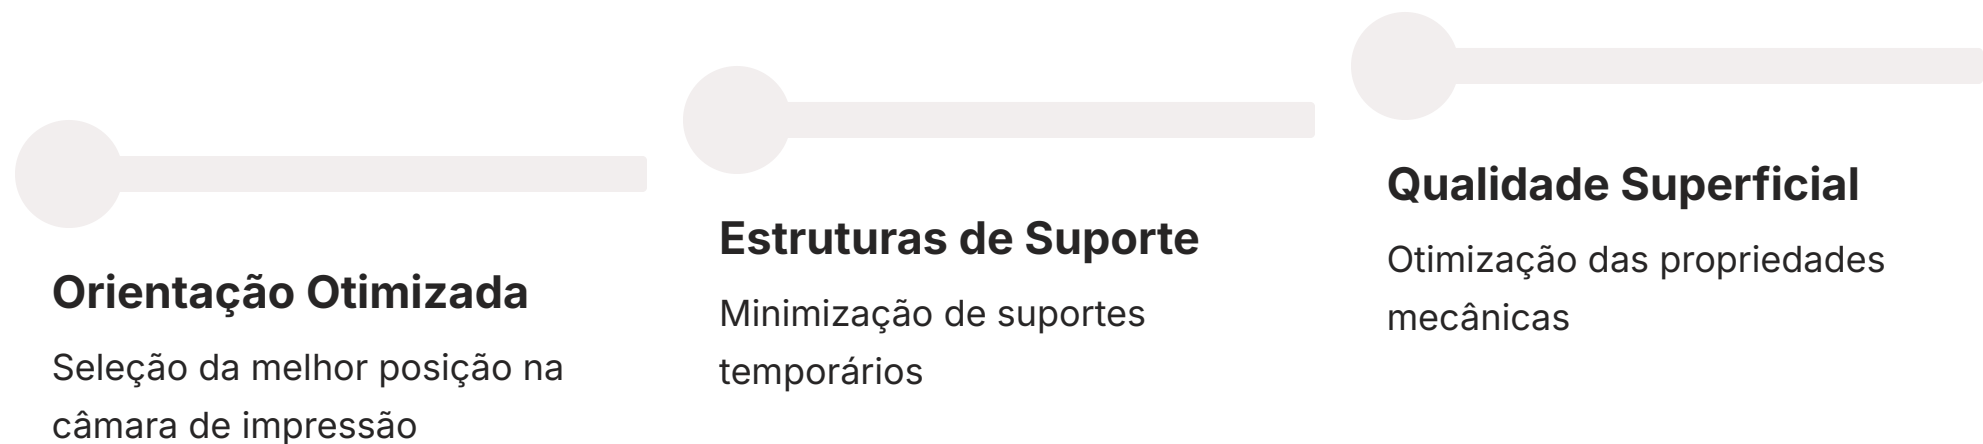 Orientação Otimizada
Seleção da melhor posição na
câmara de impressão
Estruturas de Suporte
Minimização de suportes
temporários
Qualidade Superficial
Otimização das propriedades
mecânicas